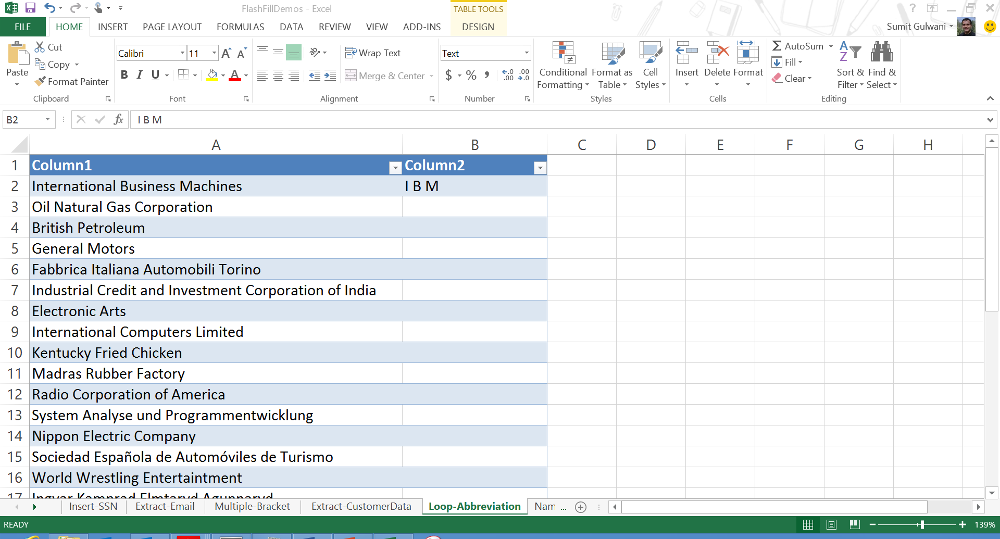 FlashFillDemos - Excel
TABLE TOOLS
FILE HOME INSERT PAGE LAYOUT FORMULAS DATA REVIEW VIEW ADD-INS DESIGN
Sumit Gulwani
Paste
Cut
Copy
Format Painter
Clipboard
Calibri 11
B I U
Font
Wrap Text
Merge & Center
Alignment
Text
$ % ,
Number
Conditional Formatting
Format as Table
Cell Styles
Styles
Insert Delete Format
Cells
AutoSum
Fill
Clear
Sort & Filter
Find & Select
Editing
B2 fx I B M
A B C D E F G H
1 Column1 Column2
2 International Business Machines I B M
3 Oil Natural Gas Corporation
4 British Petroleum
5 General Motors
6 Fabbrica Italiana Automobili Torino
7 Industrial Credit and Investment Corporation of India
8 Electronic Arts
9 International Computers Limited
10 Kentucky Fried Chicken
11 Madras Rubber Factory
12 Radio Corporation of America
13 System Analyse und Programmentwicklung
14 Nippon Electric Company
15 Sociedad Española de Automóviles de Turismo
16 World Wrestling Entertaintment
17 Ingvar Kamprad Elmtaryd Agunnaryd
Insert-SSN Extract-Email Multiple-Bracket Extract-CustomerData Loop-Abbreviation Nam ...
READY 139%